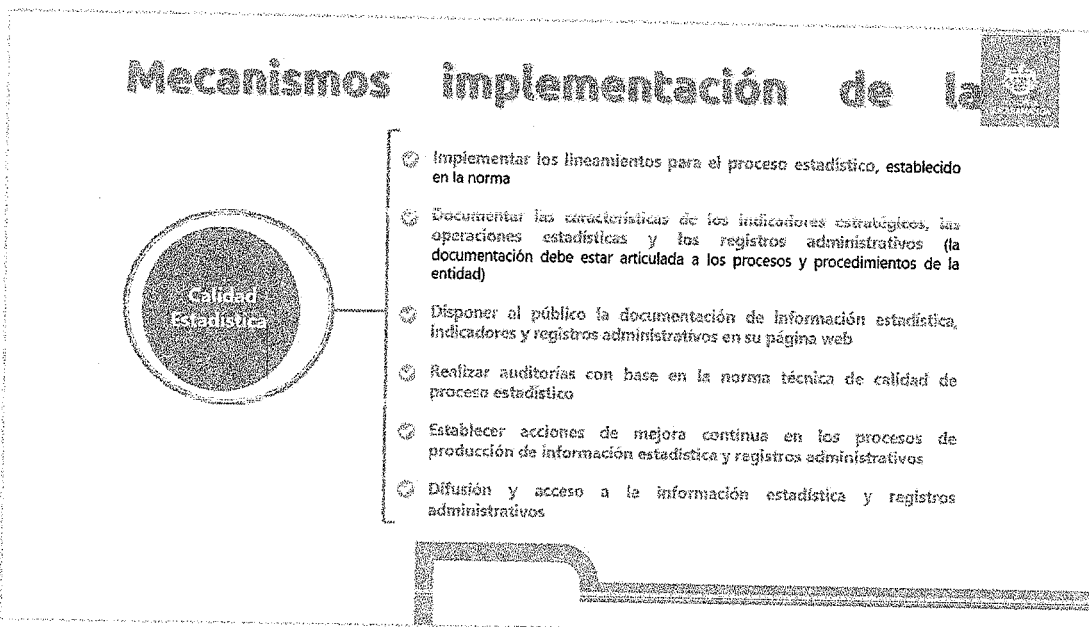 Mecanismos implementación de la
Implementar los lineamientos para el proceso estadístico, establecido
en la norma
Documentar las características de los indicadores estratégicos, las
operaciones estadísticas y los registros administrativos (la
documentación debe estar articulada a los procesos y procedimientos de la
entidad)
Calidad
Estadística
Disponer al público la documentación de información estadística,
indicadores y registros administrativos en su página web
Realizar auditorías con base en la norma técnica de calidad de
proceso estadístico
Establecer acciones de mejora continua en los procesos de
producción de información estadística y registros administrativos
Difusión y acceso a la información estadística y registros
administrativos